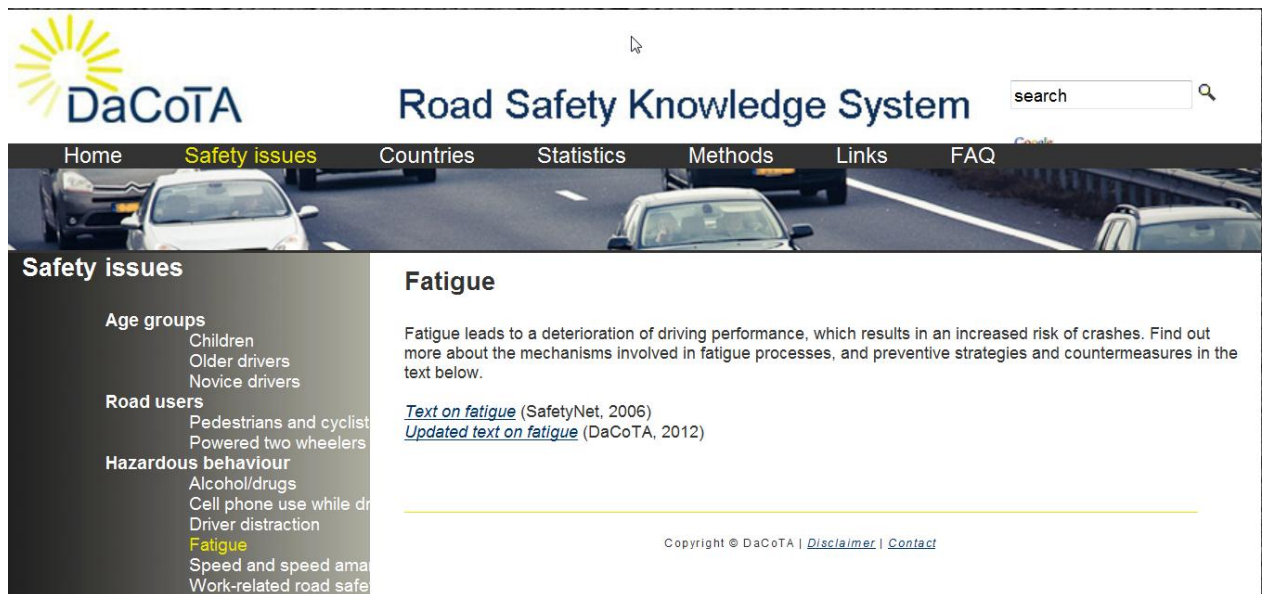 DaCoTA
Road Safety Knowledge System
search
Home Safety issues Countries Statistics Methods Links FAQ
Safety issues
Age groups
Children
Older drivers
Novice drivers
Road users
Pedestrians and cyclist
Powered two wheelers
Hazardous behaviour
Alcohol/drugs
Cell phone use while dr
Driver distraction
Fatigue
Speed and speed ama
Work-related road safe
Fatigue
Fatigue leads to a deterioration of driving performance, which results in an increased risk of crashes. Find out
more about the mechanisms involved in fatigue processes, and preventive strategies and countermeasures in the
text below.
Text on fatigue (SafetyNet, 2006)
Updated text on fatigue (DaCoTA, 2012)
Copyright © DaCoTA | Disclaimer | Contact